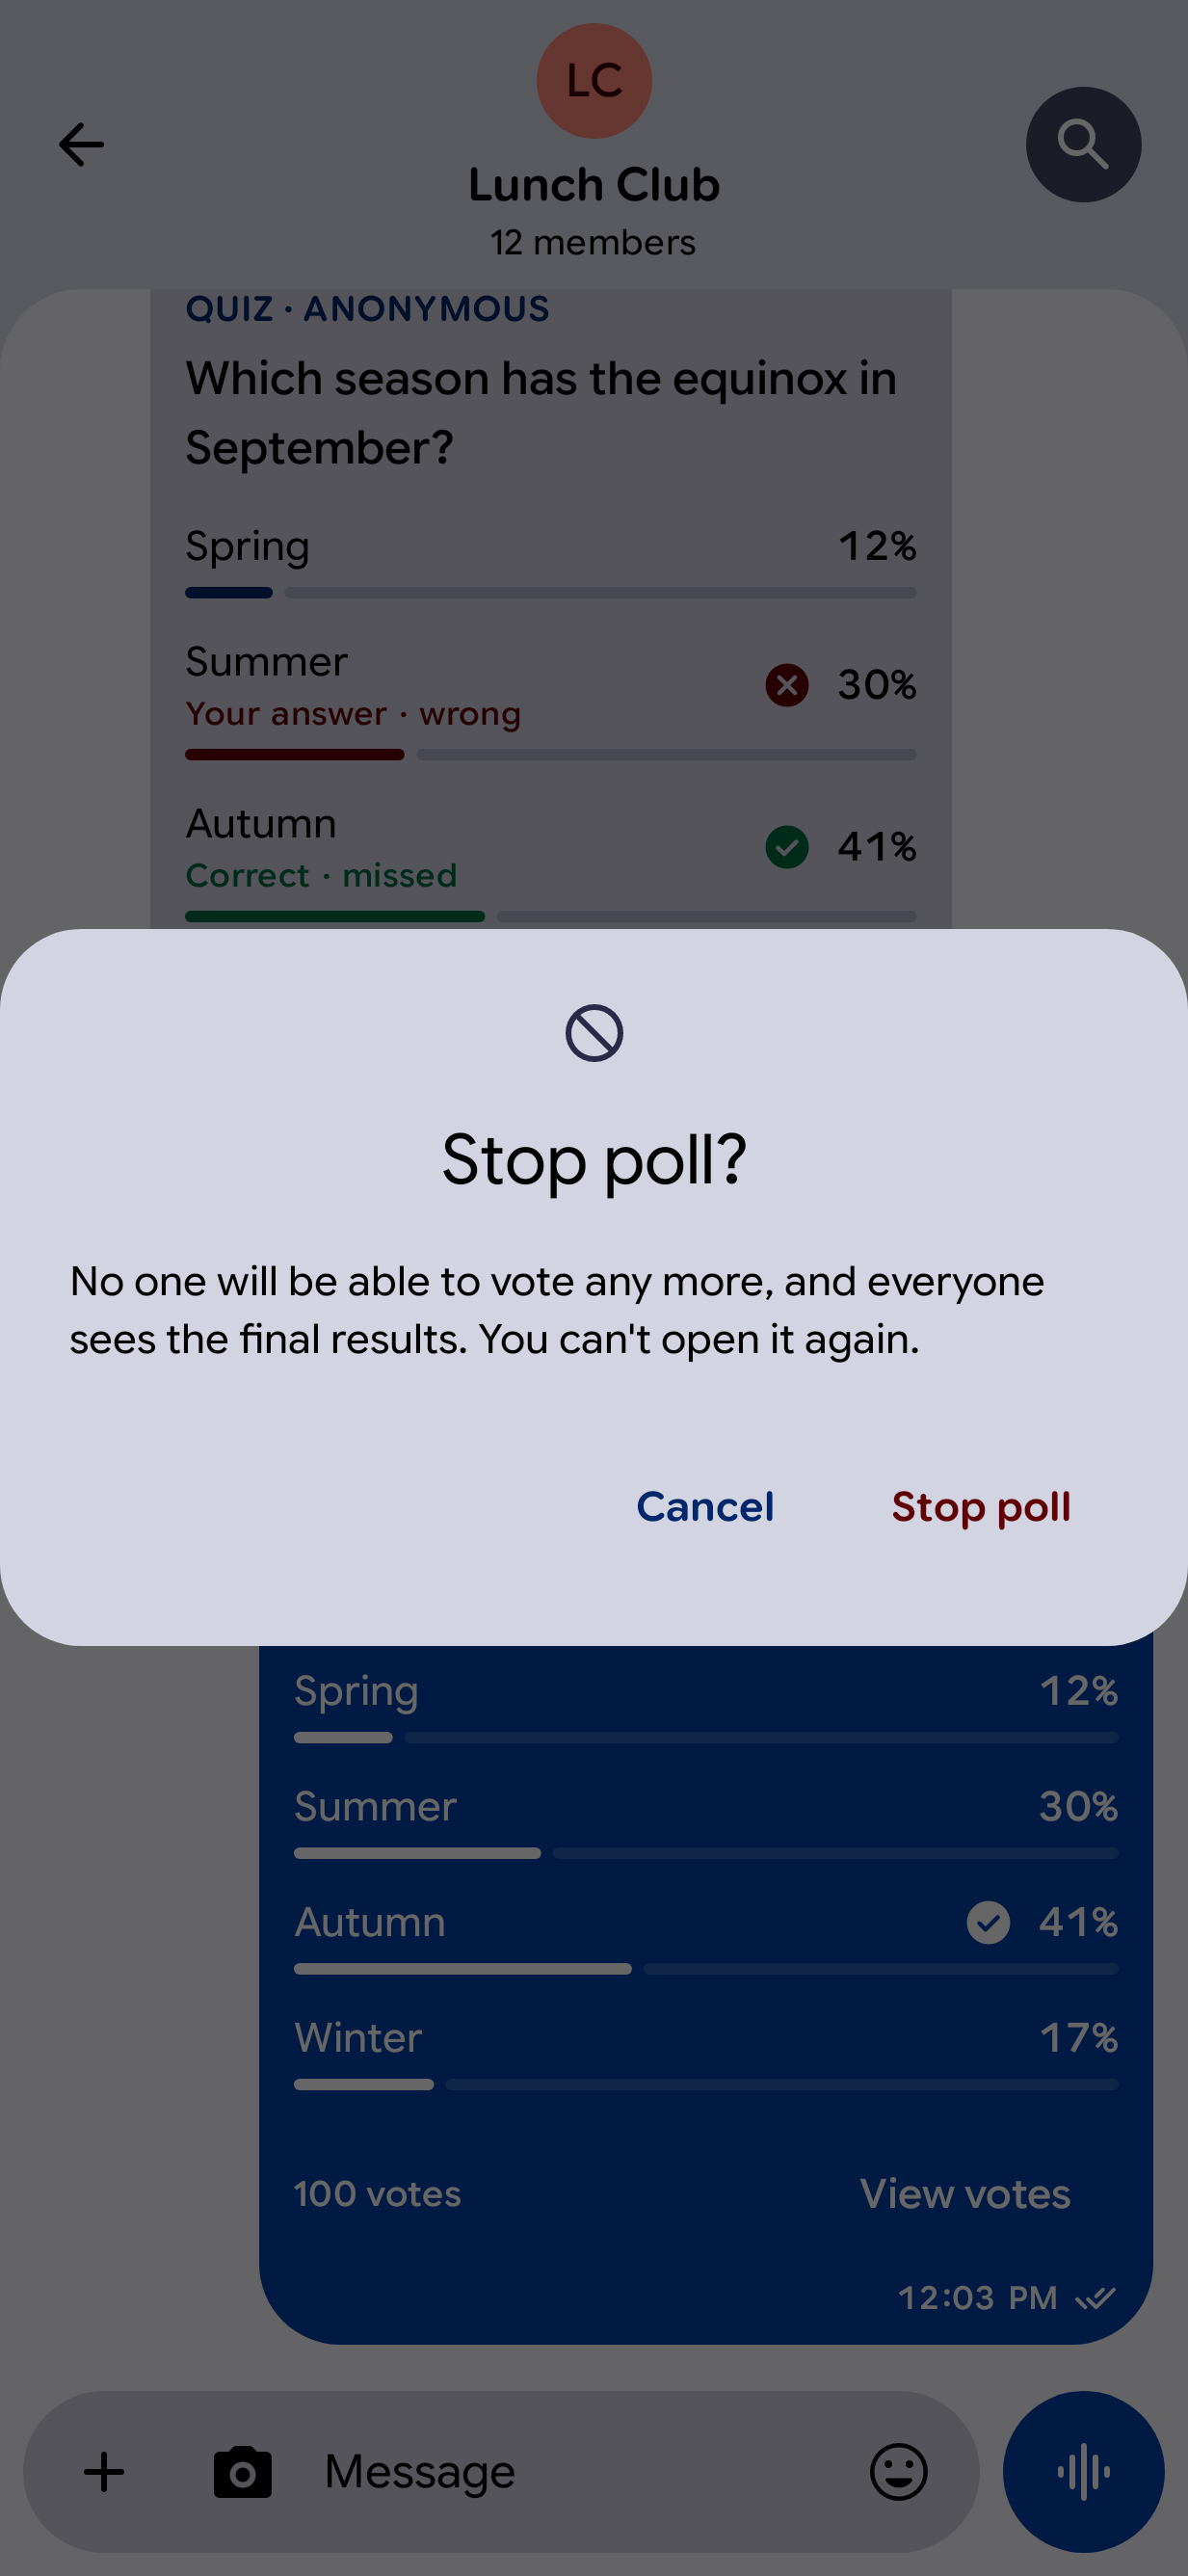 LC
Lunch Club
12 members
QUIZ · ANONYMOUS
Which season has the equinox in
September?
Spring 12%
Summer 30%
Your answer · wrong
Autumn 41%
Correct · missed
Stop poll?
No one will be able to vote any more, and everyone
sees the final results. You can't open it again.
Cancel Stop poll
Spring 12%
Summer 30%
Autumn 41%
Winter 17%
100 votes View votes
12:03 PM
Message